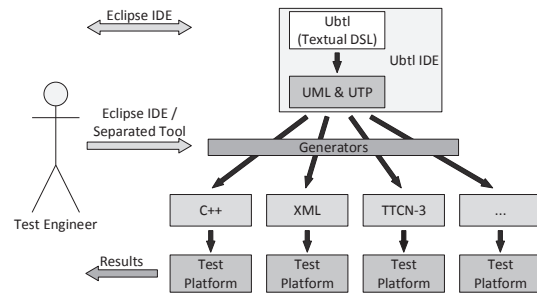 Eclipse IDE
Ubtl
(Textual DSL)
Ubtl IDE
UML & UTP
Eclipse IDE /
Separated Tool
Generators
Test Engineer
C++
XML
TTCN-3
...
Results
Test
Platform
Test
Platform
Test
Platform
Test
Platform